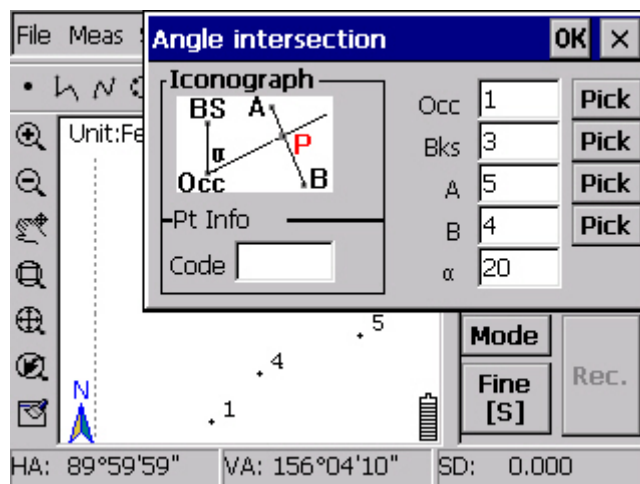 File Meas
Angle intersection OK ×
Iconograph
BS A
α P
Occ B
Pt Info
Code
Occ 1 Pick
Bks 3 Pick
A 5 Pick
B 4 Pick
α 20
Unit:Fe
5
4
1
N
Mode
Fine
[S]
Rec.
HA: 89°59'59" VA: 156°04'10" SD: 0.000